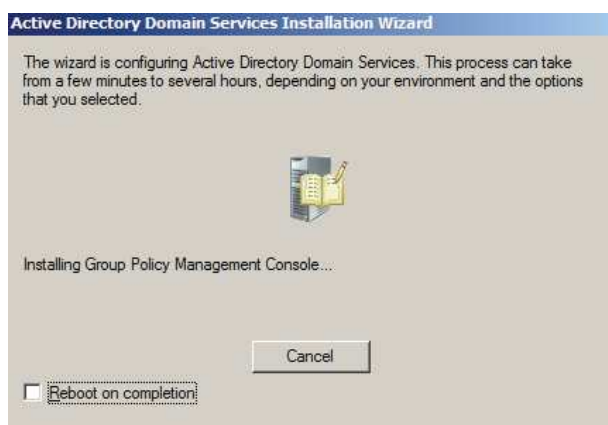 Active Directory Domain Services Installation Wizard
The wizard is configuring Active Directory Domain Services. This process can take
from a few minutes to several hours, depending on your environment and the options
that you selected.
Installing Group Policy Management Console...
Cancel
Reboot on completion